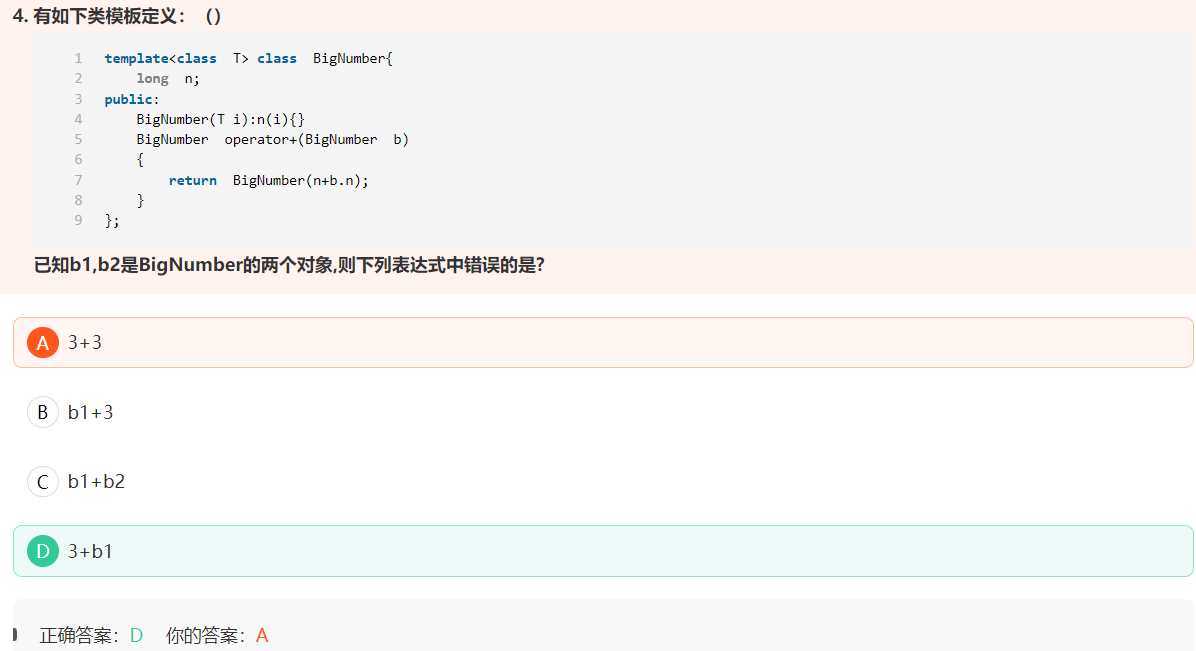 4. 有如下类模板定义： （）
1 template<class T> class BigNumber{
2 long n;
3 public:
4 BigNumber(T i):n(i){}
5 BigNumber operator+(BigNumber b)
6 {
7 return BigNumber(n+b.n);
8 }
9 };
已知b1,b2是BigNumber的两个对象,则下列表达式中错误的是?
A 3+3
B b1+3
C b1+b2
D 3+b1
正确答案：D 你的答案：A